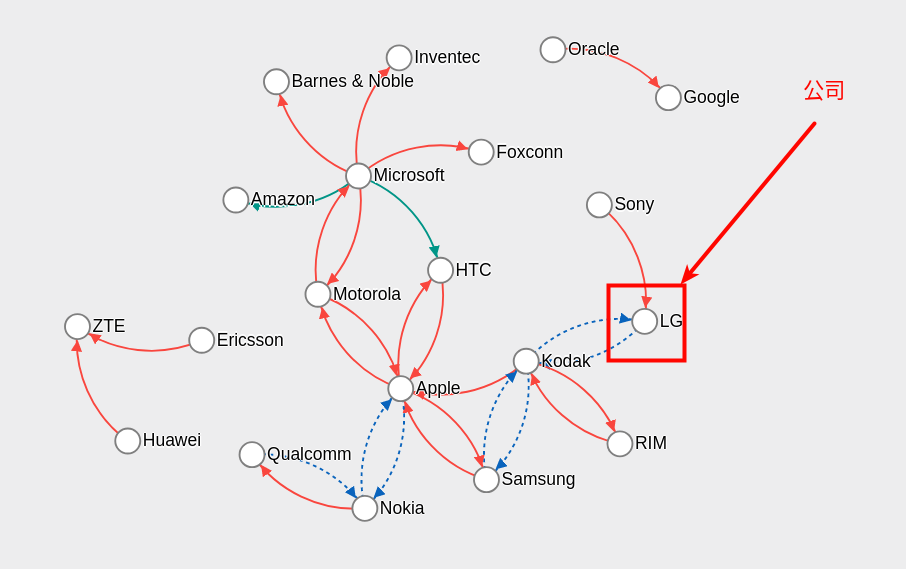 Inventec
Oracle
Barnes & Noble
Google
公司
Foxconn
Microsoft
Amazon
Sony
HTC
Motorola
LG
ZTE
Ericsson
Kodak
Apple
Huawei
RIM
Qualcomm
Samsung
Nokia